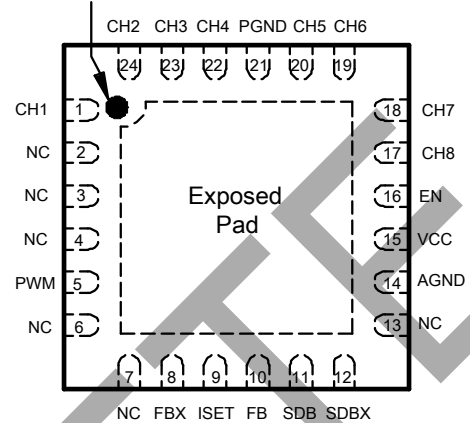 CH2 CH3 CH4 PGND CH5 CH6
24 23 22 21 20 19
CH1 1 18 CH7
NC 2 17 CH8
NC 3 16 EN
Exposed
Pad
NC 4 15 VCC
PWM 5 14 AGND
NC 6 13 NC
7 8 9 10 11 12
NC FBX ISET FB SDB SDBX